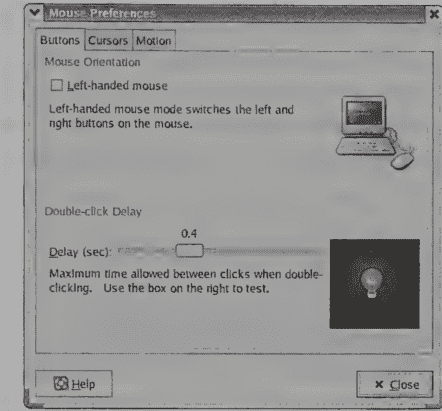 Mouse Preferences
Buttons Cursors Motion
Mouse Orientation
Left-handed mouse
Left-handed mouse mode switches the left and
right buttons on the mouse.
Double-click Delay
0.4
Delay (sec):
Maximum time allowed between clicks when double-
clicking. Use the box on the right to test.
Help
Close